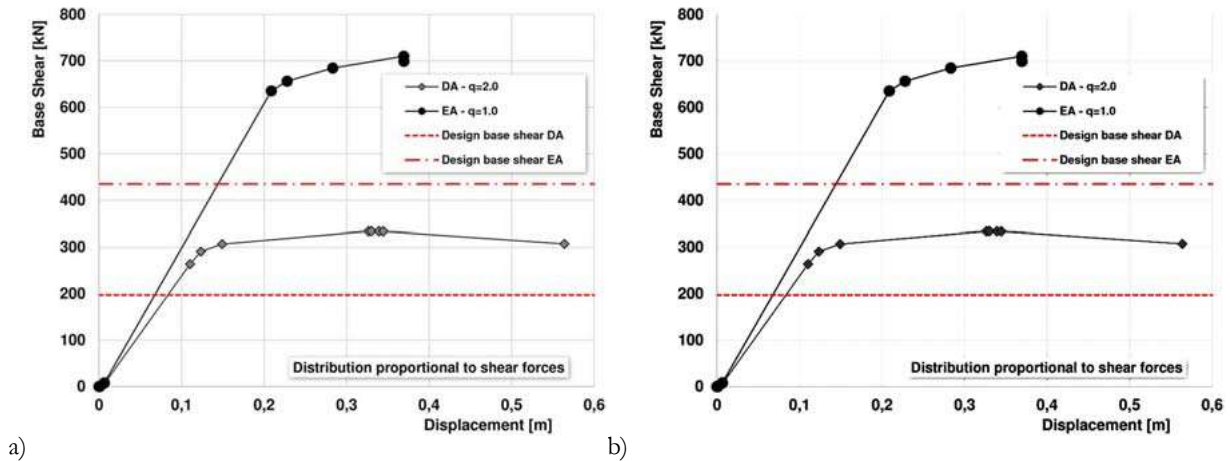 800
700
600
500
400
300
200
100
0
Base Shear [kN]
DA - q=2.0
EA - q=1.0
Design base shear DA
Design base shear EA
Distribution proportional to shear forces
0
0,1
0,2
0,3
0,4
0,5
0,6
Displacement [m]
a)
800
700
600
500
400
300
200
100
0
Base Shear [kN]
DA - q=2.0
EA - q=1.0
Design base shear DA
Design base shear EA
Distribution proportional to shear forces
0
0,1
0,2
0,3
0,4
0,5
0,6
Displacement [m]
b)